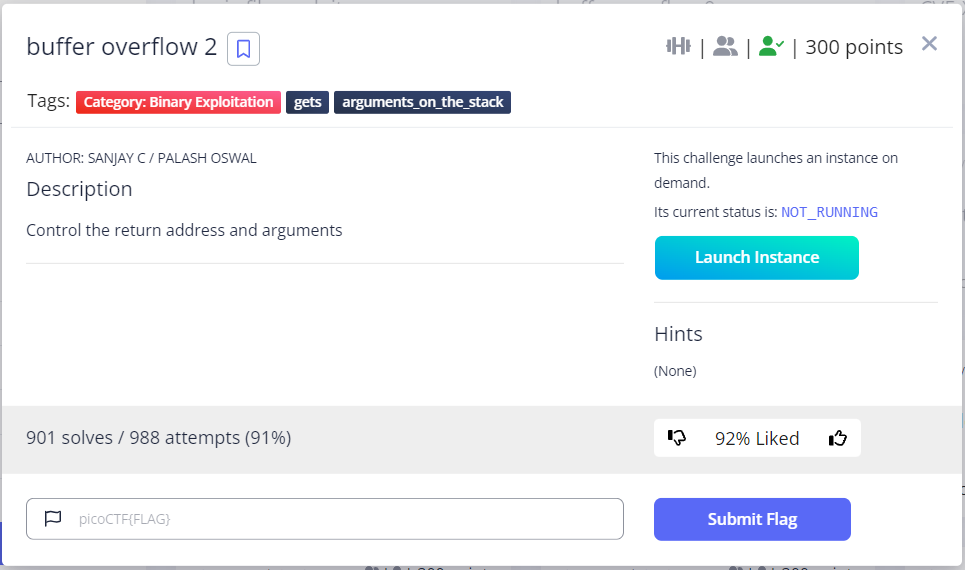 buffer overflow 2
| | | 300 points
Tags: Category: Binary Exploitation gets arguments_on_the_stack
AUTHOR: SANJAY C / PALASH OSWAL
Description
Control the return address and arguments
This challenge launches an instance on
demand.
Its current status is: NOT_RUNNING
Launch Instance
Hints
(None)
901 solves / 988 attempts (91%)
92% Liked
picoCTF{FLAG}
Submit Flag